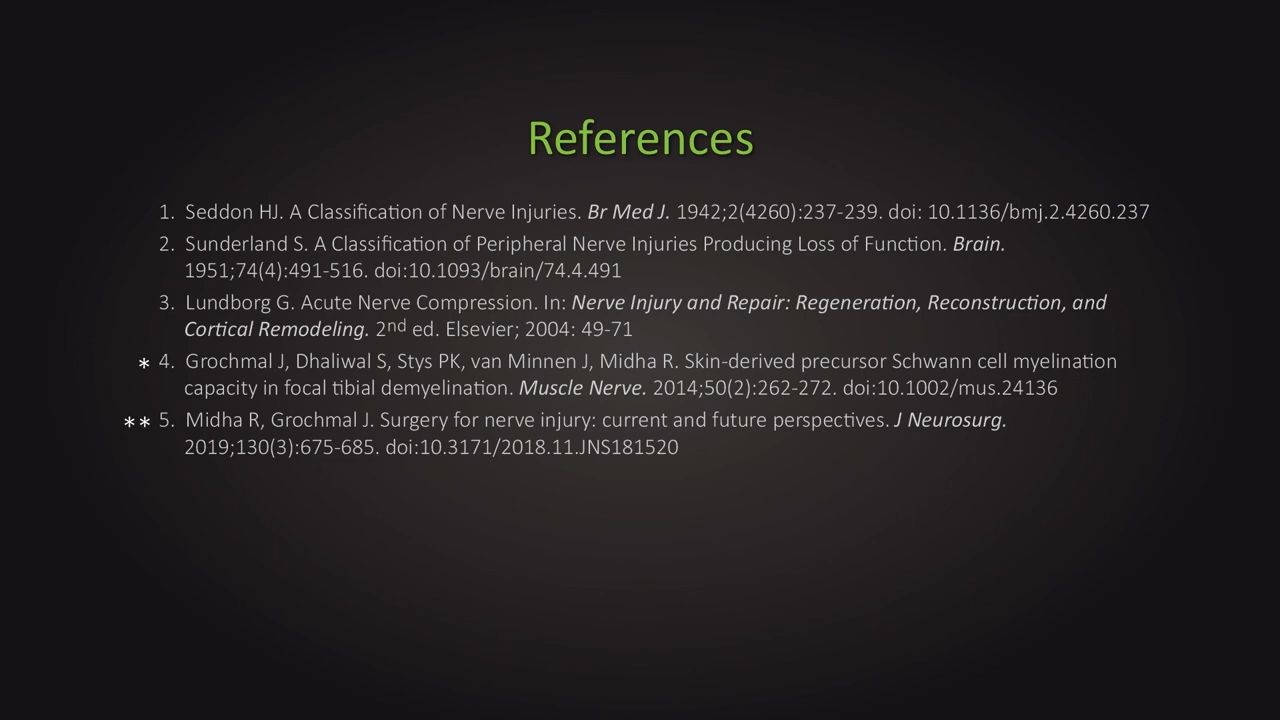 References
1. Seddon HJ. A Classification of Nerve Injuries. Br Med J. 1942;2(4260):237-239. doi: 10.1136/bmj.2.4260.237
2. Sunderland S. A Classification of Peripheral Nerve Injuries Producing Loss of Function. Brain.
1951;74(4):491-516. doi:10.1093/brain/74.4.491
3. Lundborg G. Acute Nerve Compression. In: Nerve Injury and Repair: Regeneration, Reconstruction, and
Cortical Remodeling. 2nd ed. Elsevier; 2004: 49-71
* 4. Grochmal J, Dhaliwal S, Stys PK, van Minnen J, Midha R. Skin-derived precursor Schwann cell myelination
capacity in focal tibial demyelination. Muscle Nerve. 2014;50(2):262-272. doi:10.1002/mus.24136
** 5. Midha R, Grochmal J. Surgery for nerve injury: current and future perspectives. J Neurosurg.
2019;130(3):675-685. doi:10.3171/2018.11.JNS181520